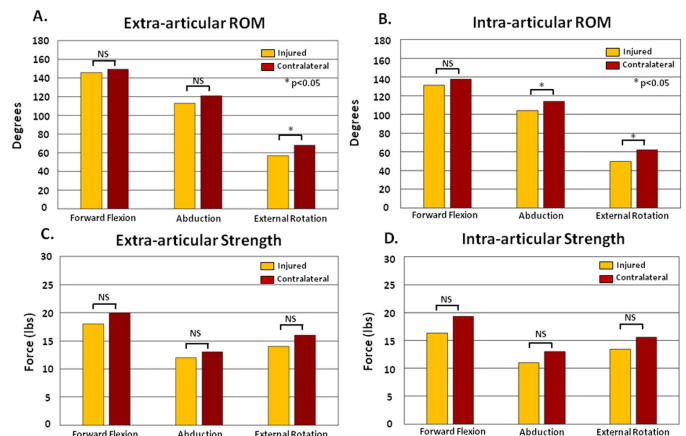 A.
Extra-articular ROM
180
160
140
120
100
80
60
40
20
0
Degrees
NS
NS
*
Injured
Contralateral
* p<0.05
Forward Flexion
Abduction
External Rotation
B.
Intra-articular ROM
180
160
140
120
100
80
60
40
20
0
Degrees
NS
*
*
Injured
Contralateral
* p<0.05
Forward Flexion
Abduction
External Rotation
C.
Extra-articular Strength
30
25
20
15
10
5
0
Force (lbs)
NS
NS
NS
Injured
Contralateral
Forward Flexion
Abduction
External Rotation
D.
Intra-articular Strength
30
25
20
15
10
5
0
Force (lbs)
NS
NS
NS
Injured
Contralateral
Forward Flexion
Abduction
External Rotation